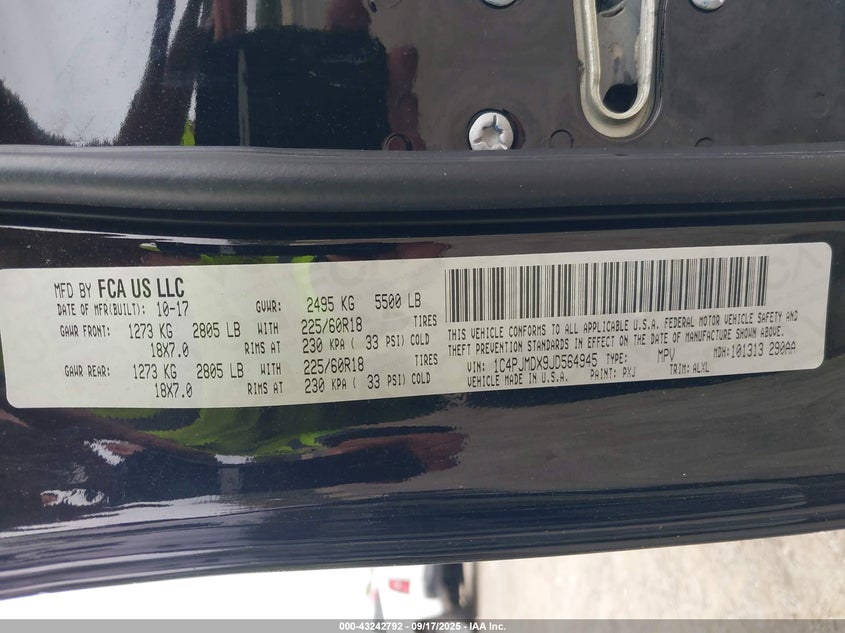 MFD BY FCA US LLC
DATE OF MFR(BUILT): 10-17 GVWR: 2495 KG 5500 LB
GAWR FRONT: 1273 KG 2805 LB WITH 225/60R18 TIRES
18X7.0 RIMS AT 230 KPA ( 33 PSI) COLD
GAWR REAR: 1273 KG 2805 LB WITH 225/60R18 TIRES
18X7.0 RIMS AT 230 KPA ( 33 PSI) COLD
THIS VEHICLE CONFORMS TO ALL APPLICABLE U.S.A. FEDERAL MOTOR VEHICLE SAFETY AND
THEFT PREVENTION STANDARDS IN EFFECT ON THE DATE OF MANUFACTURE SHOWN ABOVE.
VIN: 1C4PJMDX9JD564945 TYPE: MPV MDH:101313 290AA
VEHICLE MADE IN U.S.A. PAINT: PXJ TRIM: ALXL
000-43242792 - 09/17/2025 - IAA Inc.